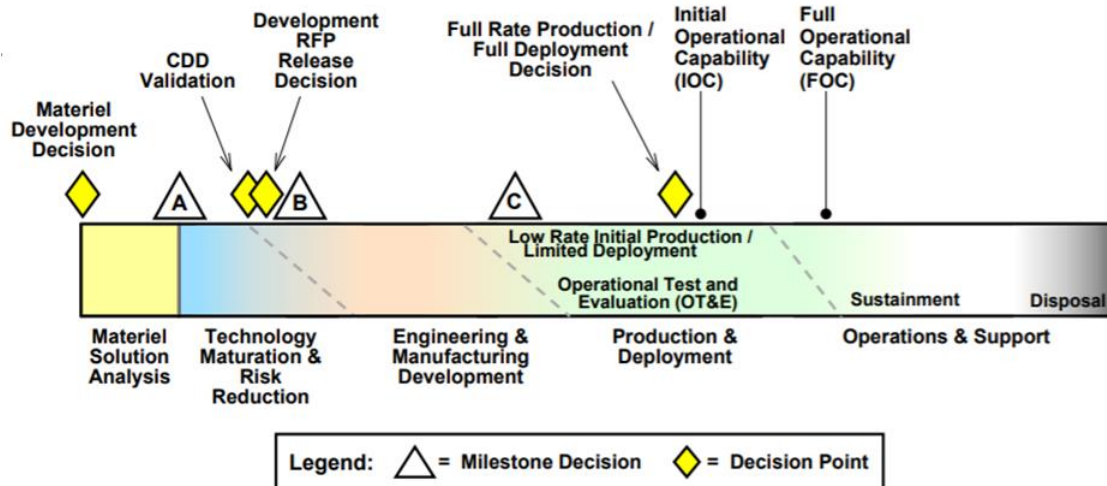 Materiel
Development
Decision
CDD
Validation
Development
RFP
Release
Decision
Full Rate Production /
Full Deployment
Decision
Initial
Operational
Capability
(IOC)
Full
Operational
Capability
(FOC)
A
B
C
Low Rate Initial Production /
Limited Deployment
Operational Test and
Evaluation (OT&E)
Sustainment
Disposal
Materiel
Solution
Analysis
Technology
Maturation &
Risk
Reduction
Engineering &
Manufacturing
Development
Production &
Deployment
Operations & Support
Legend: = Milestone Decision = Decision Point